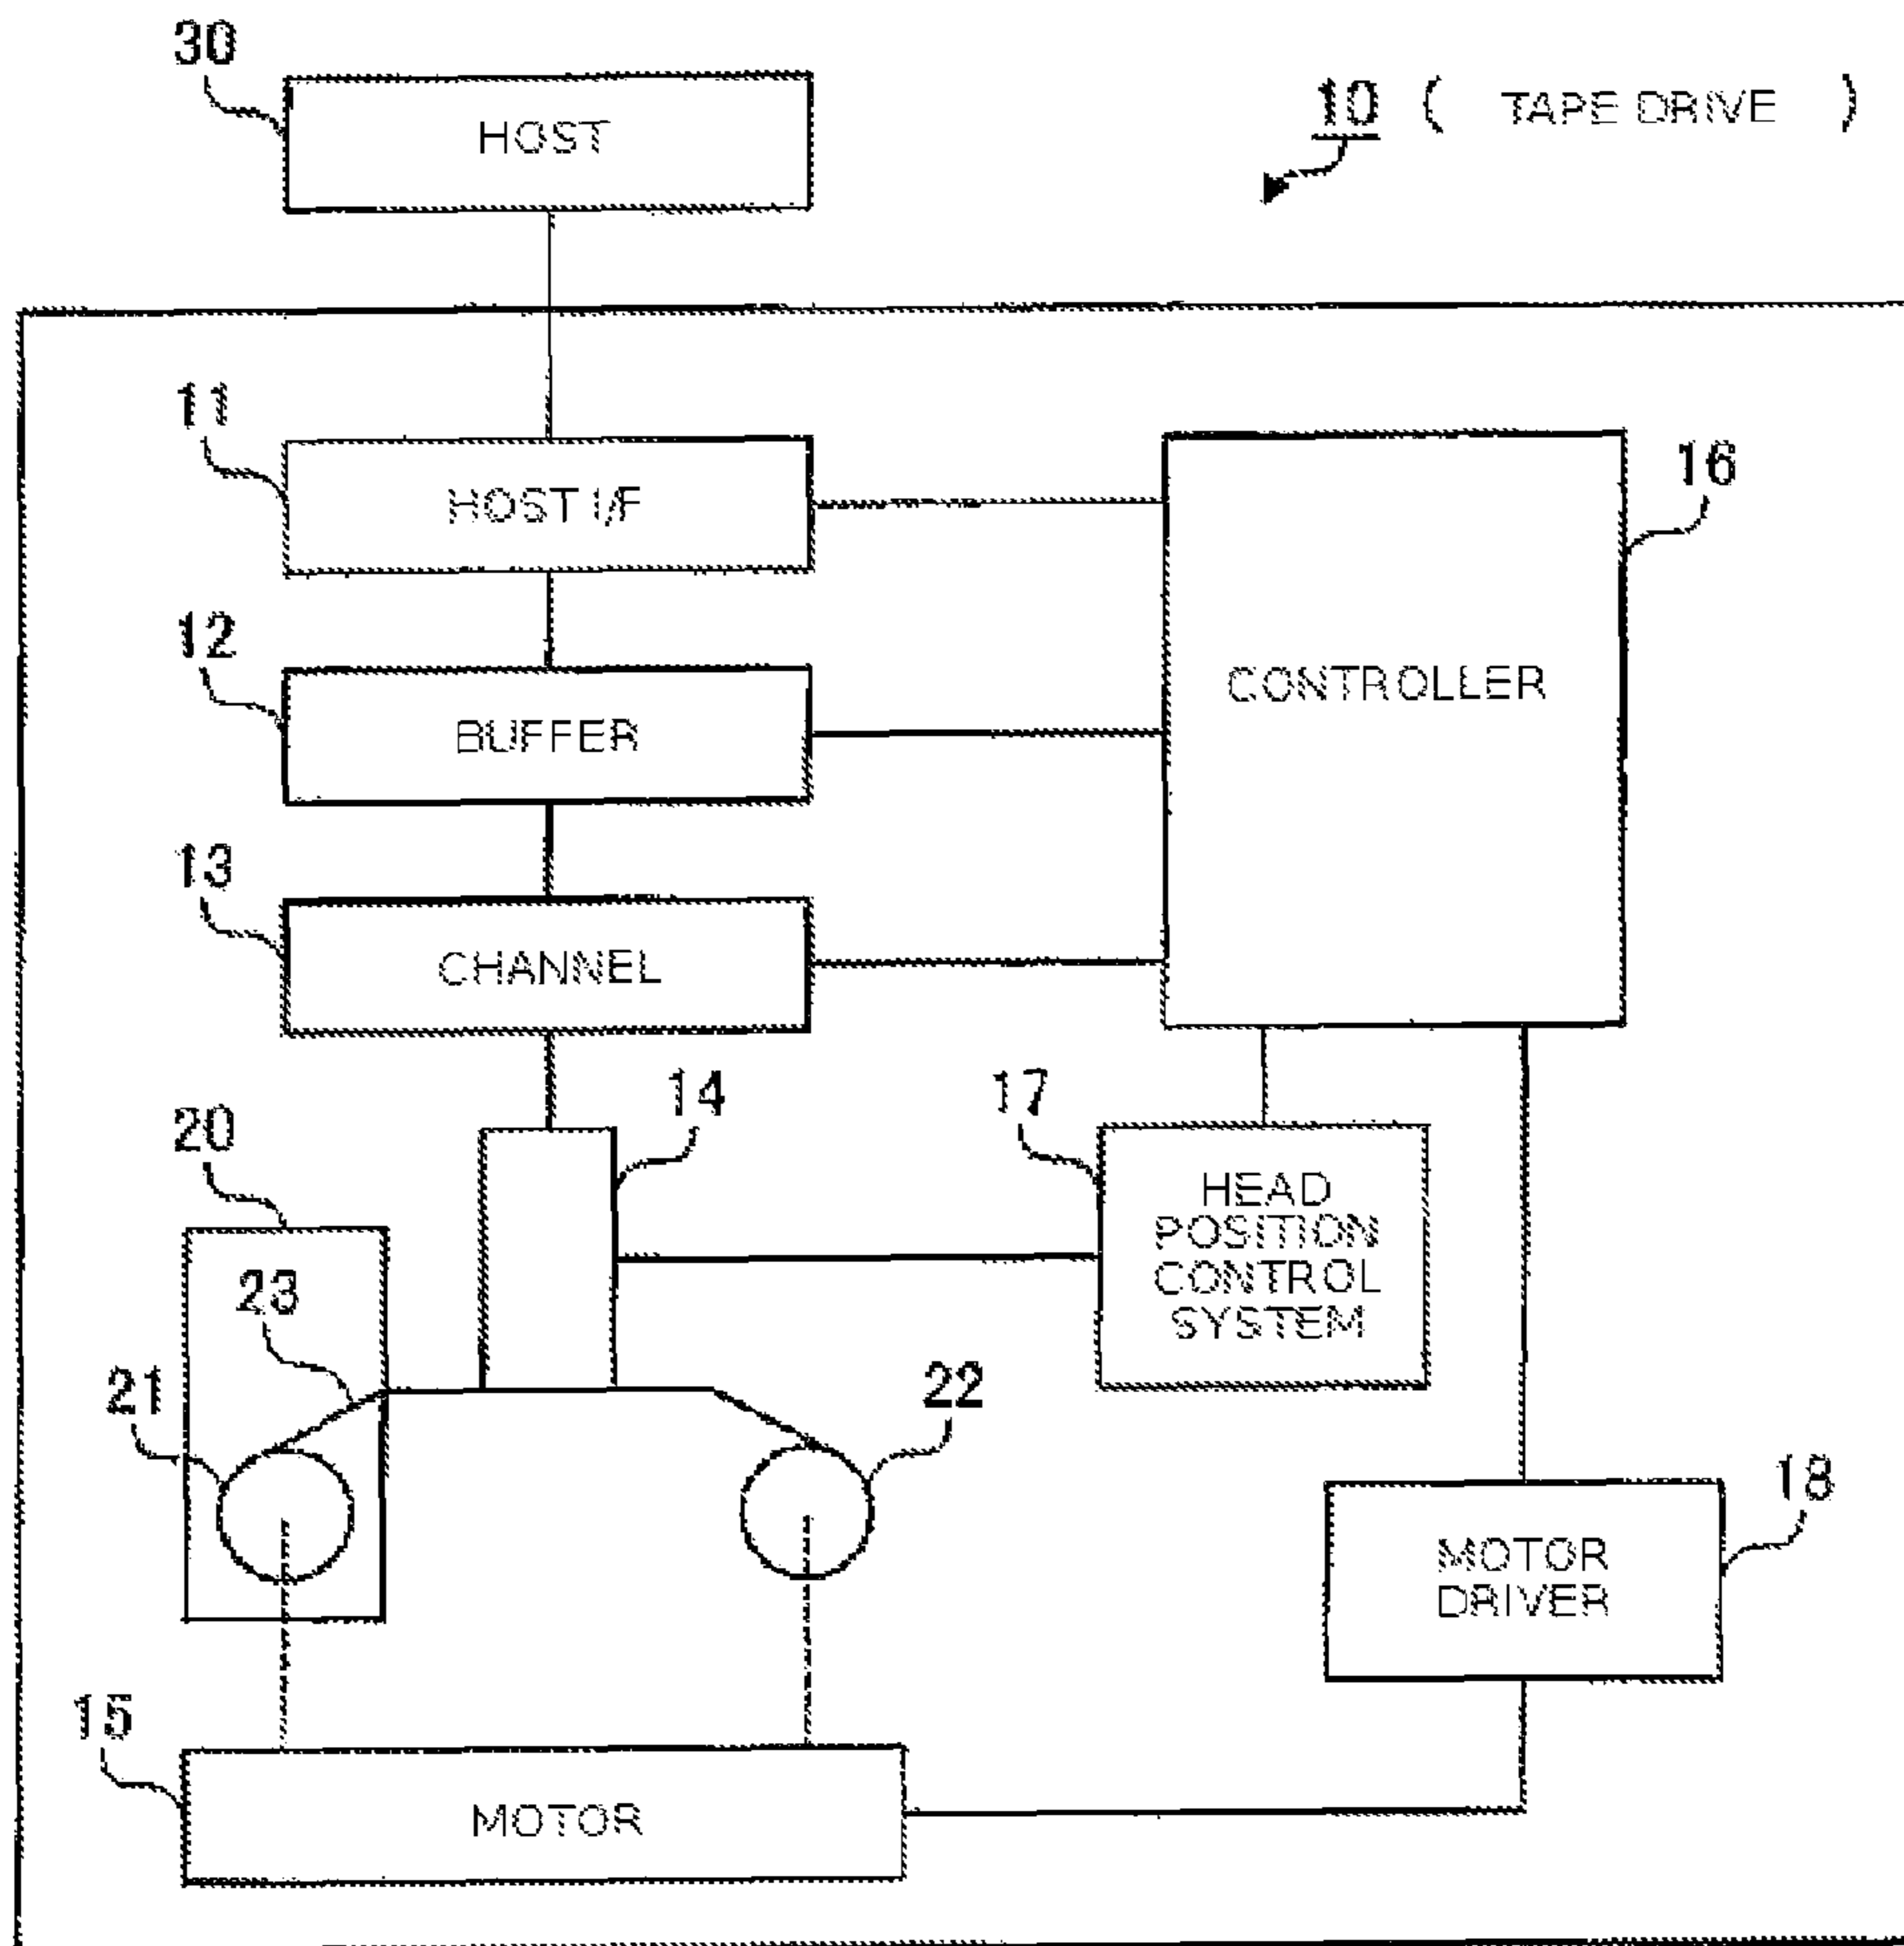 30
HOST
10 ( TAPE DRIVE )
11
HOST I/F
16
12
BUFFER
CONTROLLER
13
CHANNEL
14
17
20
HEAD
POSITION
CONTROL
SYSTEM
23
21
22
18
MOTOR
DRIVER
15
MOTOR